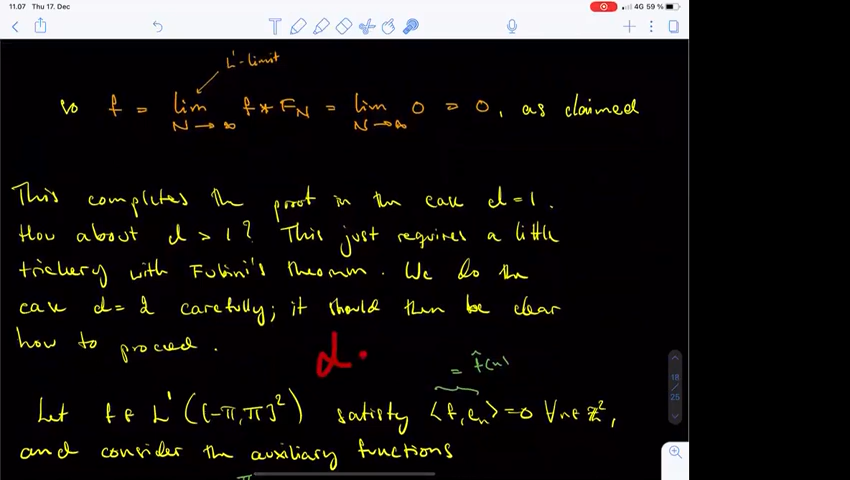 11.07 Thu 17. Dec
4G 59 %
L¹-limit
so f = lim f * F_N = lim 0 = 0, as claimed
N→∞ N→∞
This completes the proof in the case d=1.
How about d > 1? This just requires a little
trickery with Fubini's theorem. We do the
case d=2 carefully; it should then be clear
how to proceed.
d.
= f̂(n)
Let f ∈ L¹([-π,π]²) satisfy ⟨f,e_n⟩=0 ∀n∈ℤ²,
and consider the auxiliary functions
18
25